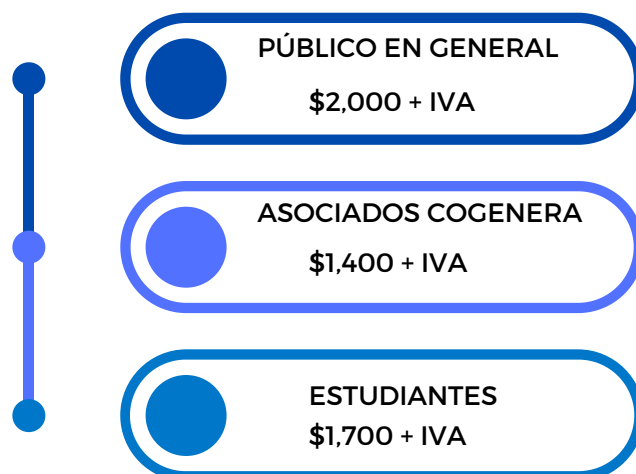 PÚBLICO EN GENERAL
$2,000 + IVA
ASOCIADOS COGENERA
$1,400 + IVA
ESTUDIANTES
$1,700 + IVA